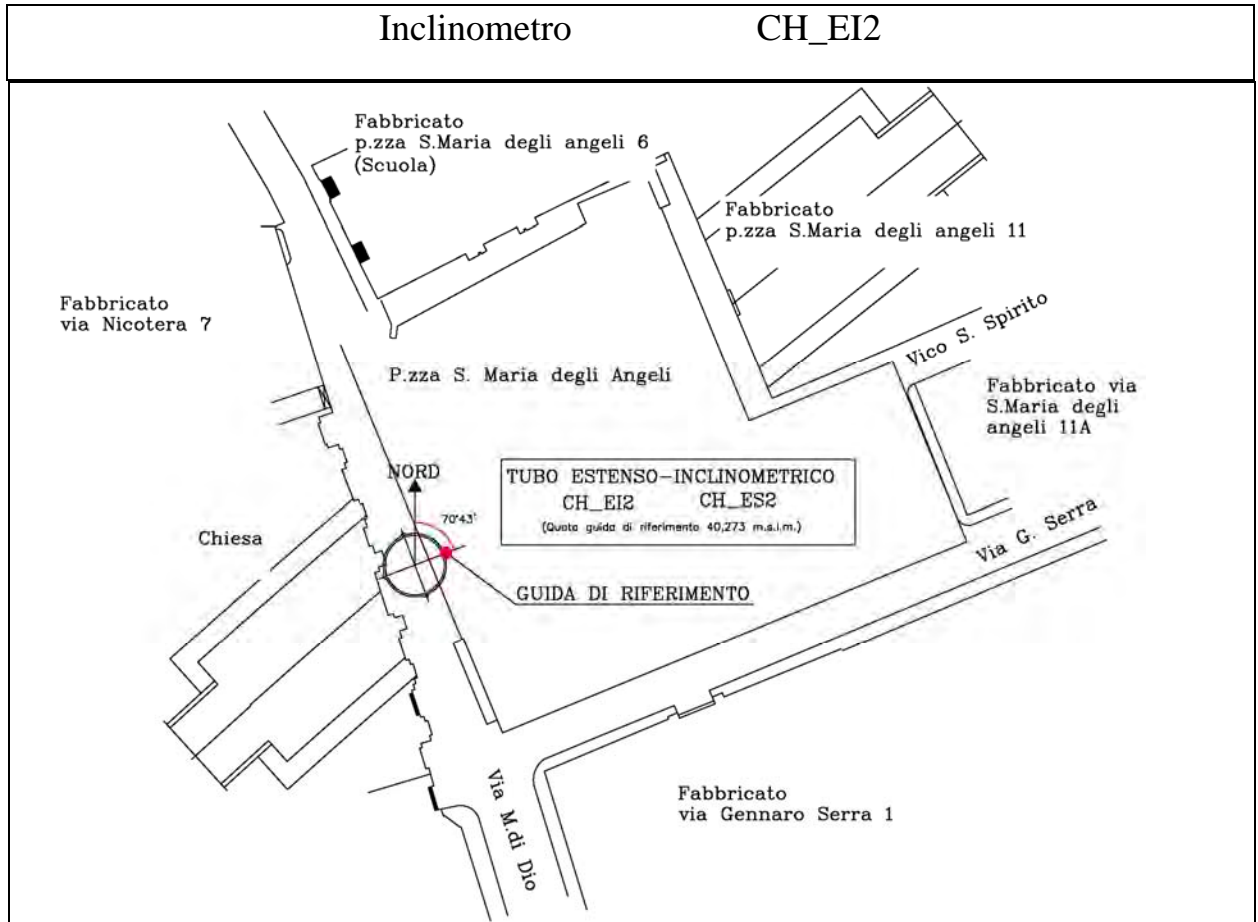 Inclinometro CH_EI2
Fabbricato
p.zza S.Maria degli angeli 6
(Scuola)
Fabbricato
p.zza S.Maria degli angeli 11
Fabbricato
via Nicotera 7
Vico S. Spirito
P.zza S. Maria degli Angeli
Fabbricato via
S.Maria degli
angeli 11A
NORD
70°43'
TUBO ESTENSO-INCLINOMETRICO
CH_EI2 CH_ES2
(Quota guida di riferimento 40,273 m.s.l.m.)
Chiesa
Via G. Serra
GUIDA DI RIFERIMENTO
Via M.di Dio
Fabbricato
via Gennaro Serra 1